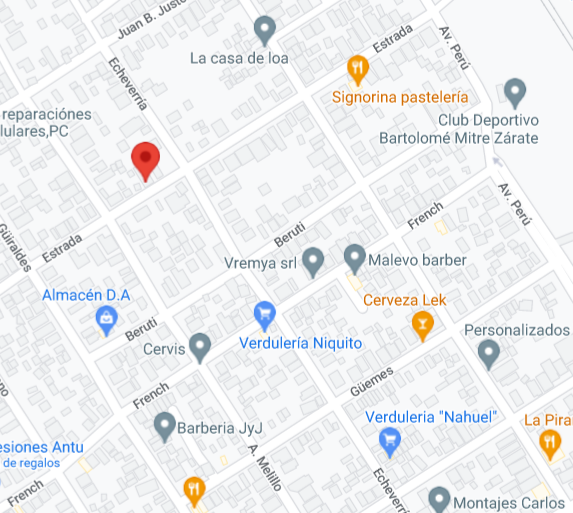 Juan B. Justo
Av. Perú
La casa de loa
Estrada
Echeverría
Signorina pastelería
reparaciónes
lulares,PC
Club Deportivo
Bartolomé Mitre Zárate
Av. Perú
French
Beruti
Güiraldes
Estrada
Vremya srl
Malevo barber
Almacén D.A
Cerveza Lek
Beruti
Verdulería Niquito
Personalizados
Cervis
Güemes
French
Verduleria "Nahuel"
La Pira
Barberia JyJ
esiones Antu
de regalos
A. Melillo
Echeverría
French
Montajes Carlos